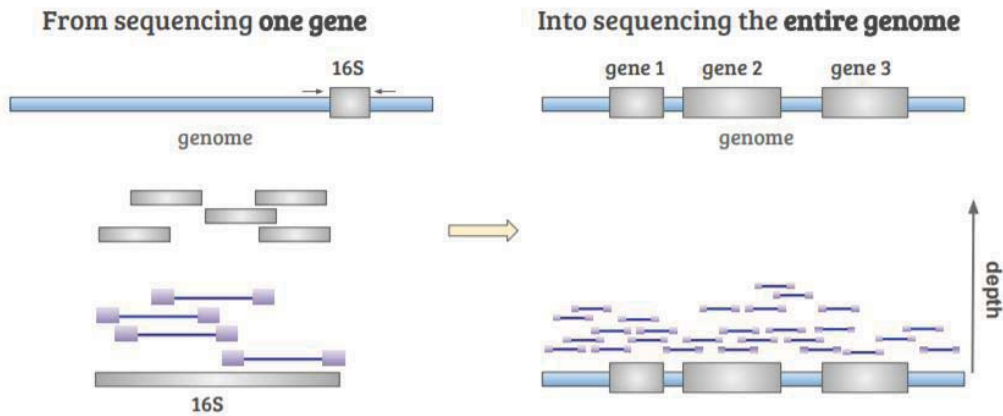 From sequencing one gene
Into sequencing the entire genome
16S
gene 1 gene 2 gene 3
genome
genome
depth
16S